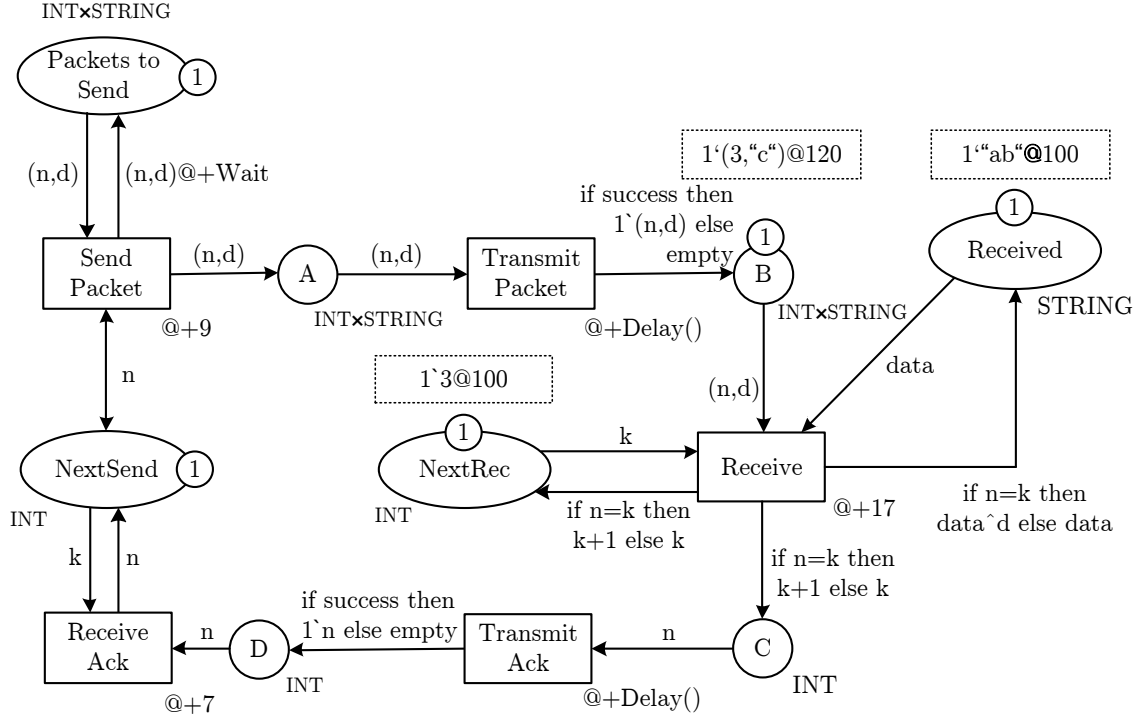 INT×STRING
Packets to
Send
1
(n,d)
(n,d)@+Wait
1‘(3,“c“)@120
1‘“ab“@100
if success then
1`(n,d) else
empty
1
1
Received
Send
Packet
(n,d)
A
(n,d)
Transmit
Packet
B
STRING
@+9
INT×STRING
@+Delay()
INT×STRING
n
1`3@100
(n,d)
data
1
k
NextSend
1
NextRec
Receive
INT
INT
if n=k then
k+1 else k
@+17
if n=k then
data^d else data
k
n
if n=k then
k+1 else k
Receive
Ack
n
D
if success then
1`n else empty
Transmit
Ack
n
C
INT
INT
@+7
@+Delay()